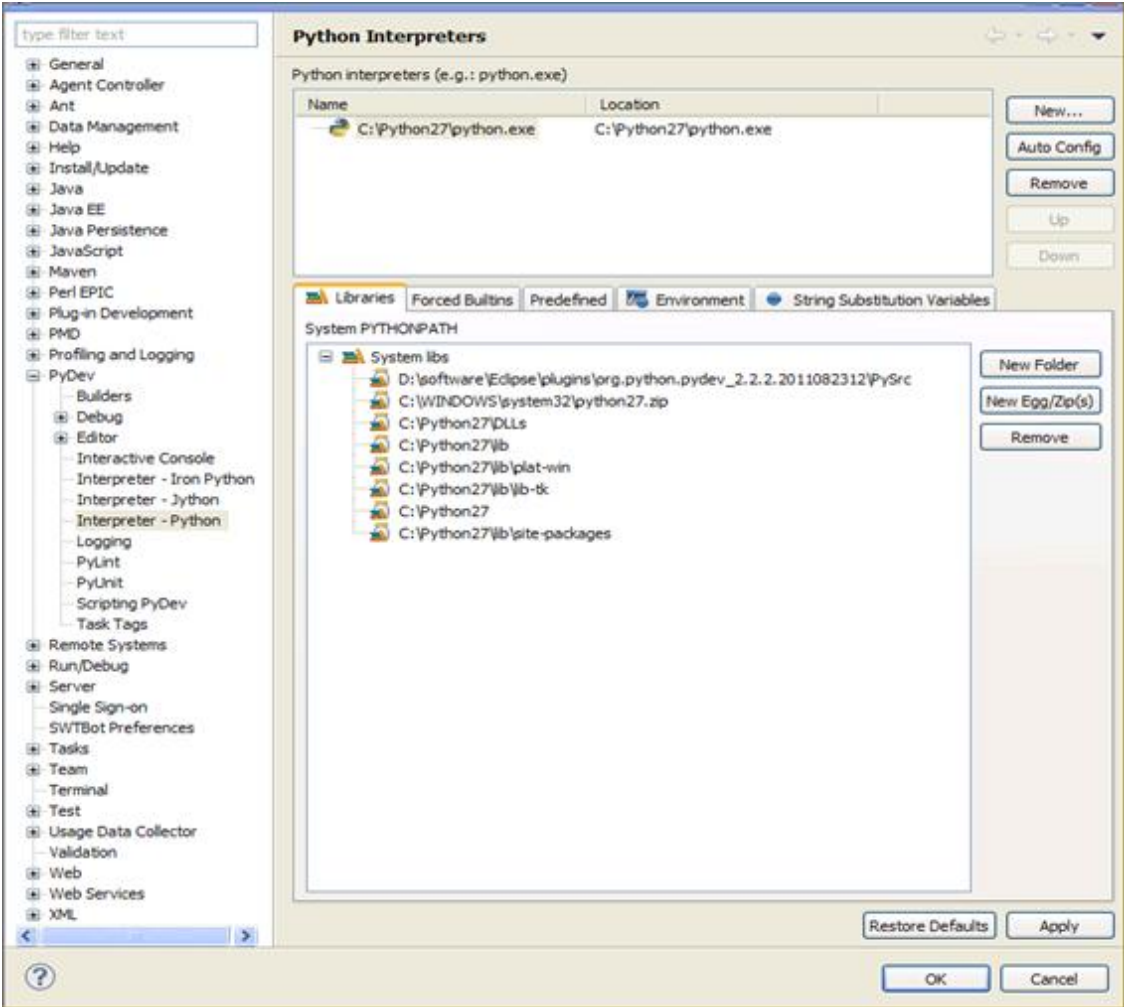 type filter text
General
Agent Controller
Ant
Data Management
Help
Install/Update
Java
Java EE
Java Persistence
JavaScript
Maven
Perl EPIC
Plug-in Development
PMD
Profiling and Logging
PyDev
Builders
Debug
Editor
Interactive Console
Interpreter - Iron Python
Interpreter - Jython
Interpreter - Python
Logging
PyLint
PyUnit
Scripting PyDev
Task Tags
Remote Systems
Run/Debug
Server
Single Sign-on
SWTBot Preferences
Tasks
Team
Terminal
Test
Usage Data Collector
Validation
Web
Web Services
XML
Python Interpreters
Python interpreters (e.g.: python.exe)
Name Location
C:\Python27\python.exe C:\Python27\python.exe
New...
Auto Config
Remove
Up
Down
Libraries Forced Builtins Predefined Environment String Substitution Variables
System PYTHONPATH
System libs
D:\software\Eclipse\plugins\org.python.pydev_2.2.2.2011082312\PySrc
C:\WINDOWS\system32\python27.zip
C:\Python27\DLLs
C:\Python27\lib
C:\Python27\lib\plat-win
C:\Python27\lib\lib-tk
C:\Python27
C:\Python27\lib\site-packages
New Folder
New Egg/Zip(s)
Remove
Restore Defaults Apply
OK Cancel